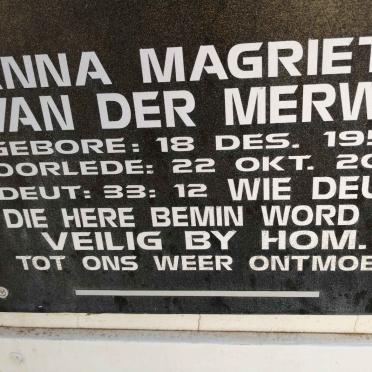 ANNA MAGRIET
VAN DER MERW
GEBORE: 18 DES. 195
OORLEDE: 22 OKT. 20
DEUT: 33: 12 WIE DEU
DIE HERE BEMIN WORD
VEILIG BY HOM.
TOT ONS WEER ONTMOE